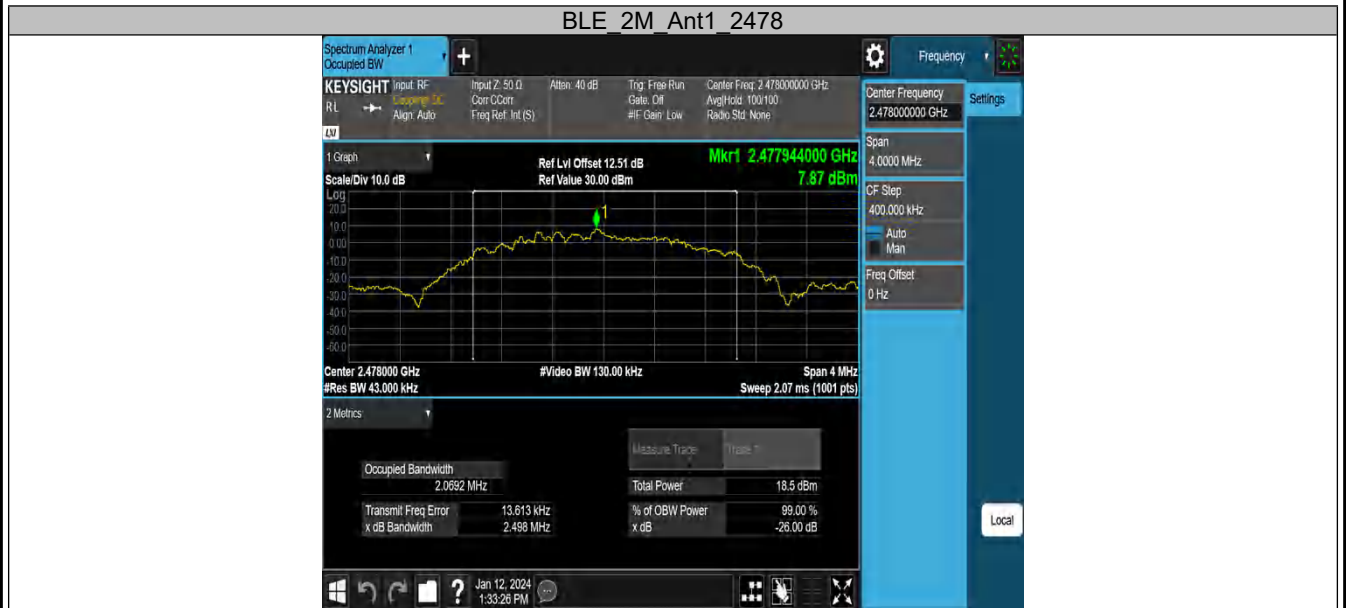 BLE_2M_Ant1_2478
Spectrum Analyzer 1
Occupied BW
+
Frequency
KEYSIGHT Input: RF Input Z: 50 Ω Atten: 40 dB Trig: Free Run Center Freq: 2.478000000 GHz
RL Coupling: DC Corr CCorr Gate: Off Avg|Hold: 100/100
Align: Auto Freq Ref: Int (S) #IF Gain: Low Radio Std: None
LXI
Center Frequency
2.478000000 GHz
Settings
Span
4.0000 MHz
CF Step
400.000 kHz
Auto
Man
Freq Offset
0 Hz
1 Graph
Ref Lvl Offset 12.51 dB
Mkr1 2.477944000 GHz
Scale/Div 10.0 dB Ref Value 30.00 dBm 7.87 dBm
Log
20.0
10.0
0.00
-10.0
-20.0
-30.0
-40.0
-50.0
-60.0
1
Center 2.478000 GHz #Video BW 130.00 kHz Span 4 MHz
#Res BW 43.000 kHz Sweep 2.07 ms (1001 pts)
2 Metrics
Measure Trace Trace 1
Occupied Bandwidth
2.0692 MHz
Total Power 18.5 dBm
Transmit Freq Error 13.613 kHz % of OBW Power 99.00 %
x dB Bandwidth 2.498 MHz x dB -26.00 dB
Local
? Jan 12, 2024
1:33:26 PM